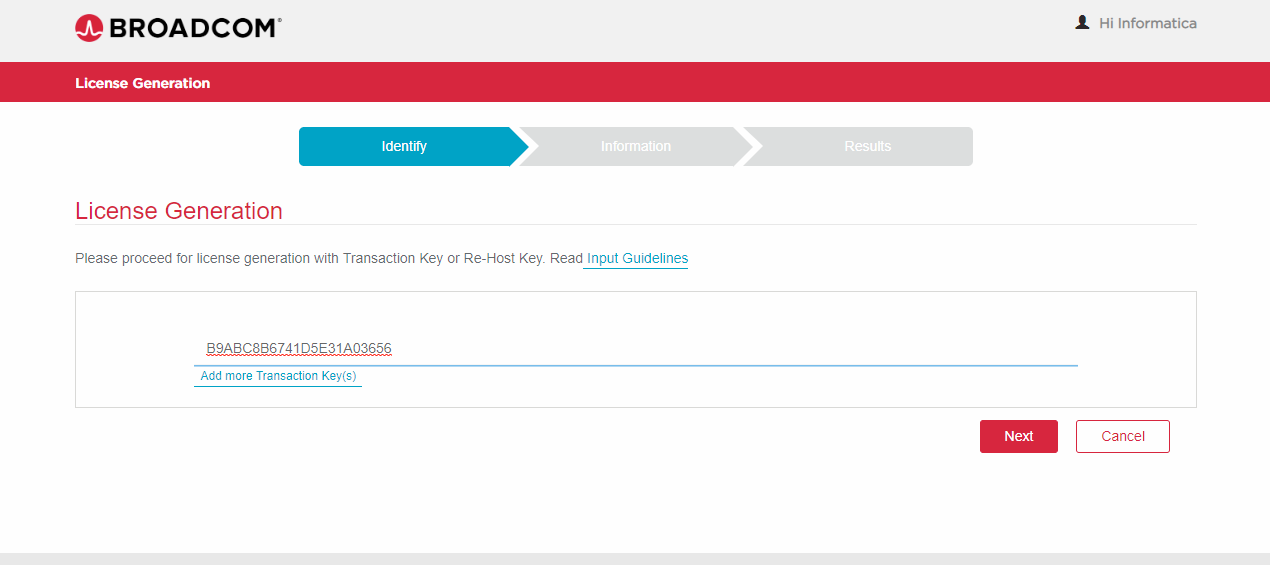 BROADCOM®
Hi Informatica
License Generation
Identify
Information
Results
License Generation
Please proceed for license generation with Transaction Key or Re-Host Key. Read Input Guidelines
B9ABC8B6741D5E31A03656
Add more Transaction Key(s)
Next
Cancel